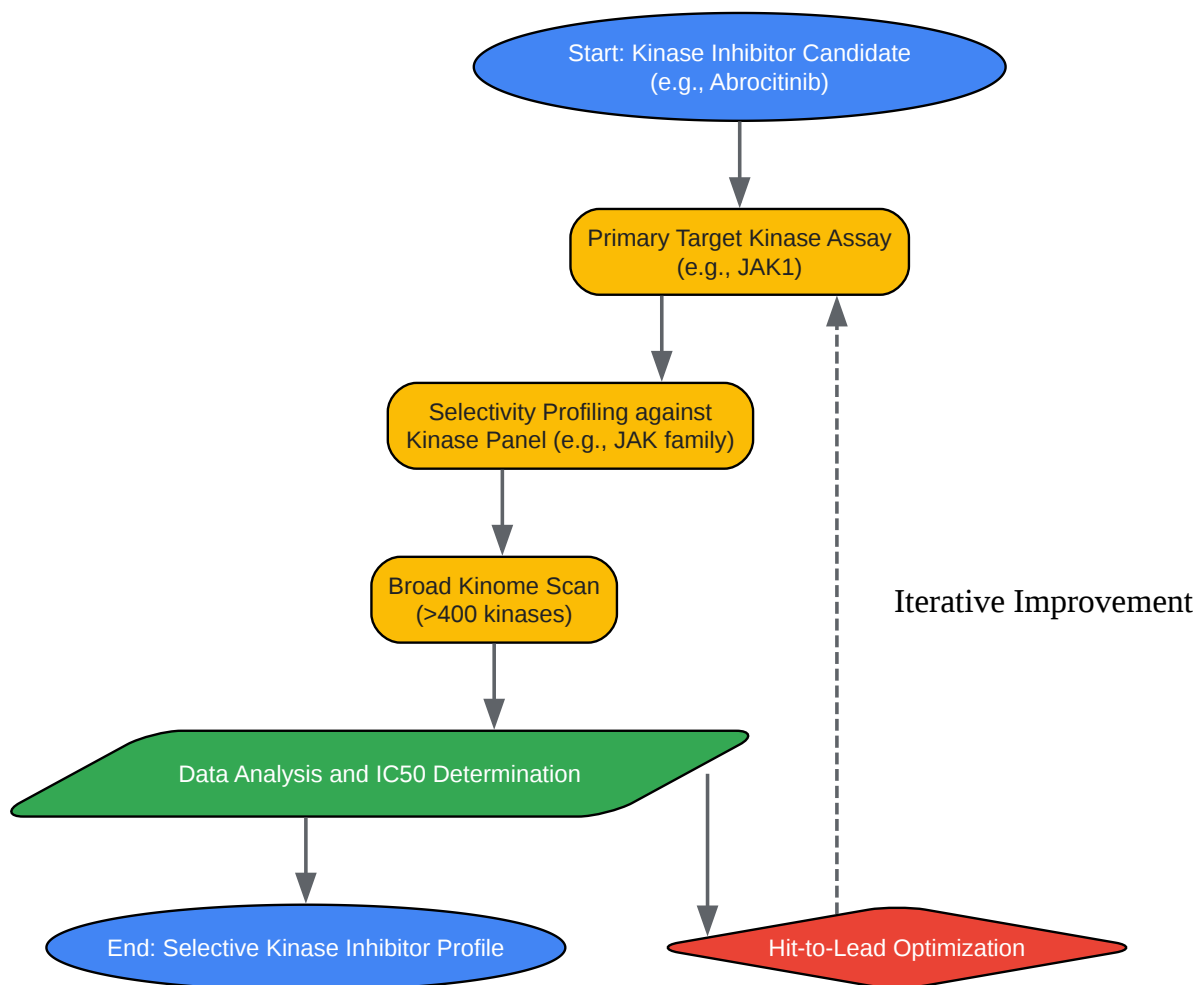 Start: Kinase Inhibitor Candidate
(e.g., Abrocitinib)
Primary Target Kinase Assay
(e.g., JAK1)
Selectivity Profiling against
Kinase Panel (e.g., JAK family)
Broad Kinome Scan
(>400 kinases)
Iterative Improvement
Data Analysis and IC50 Determination
End: Selective Kinase Inhibitor Profile
Hit-to-Lead Optimization